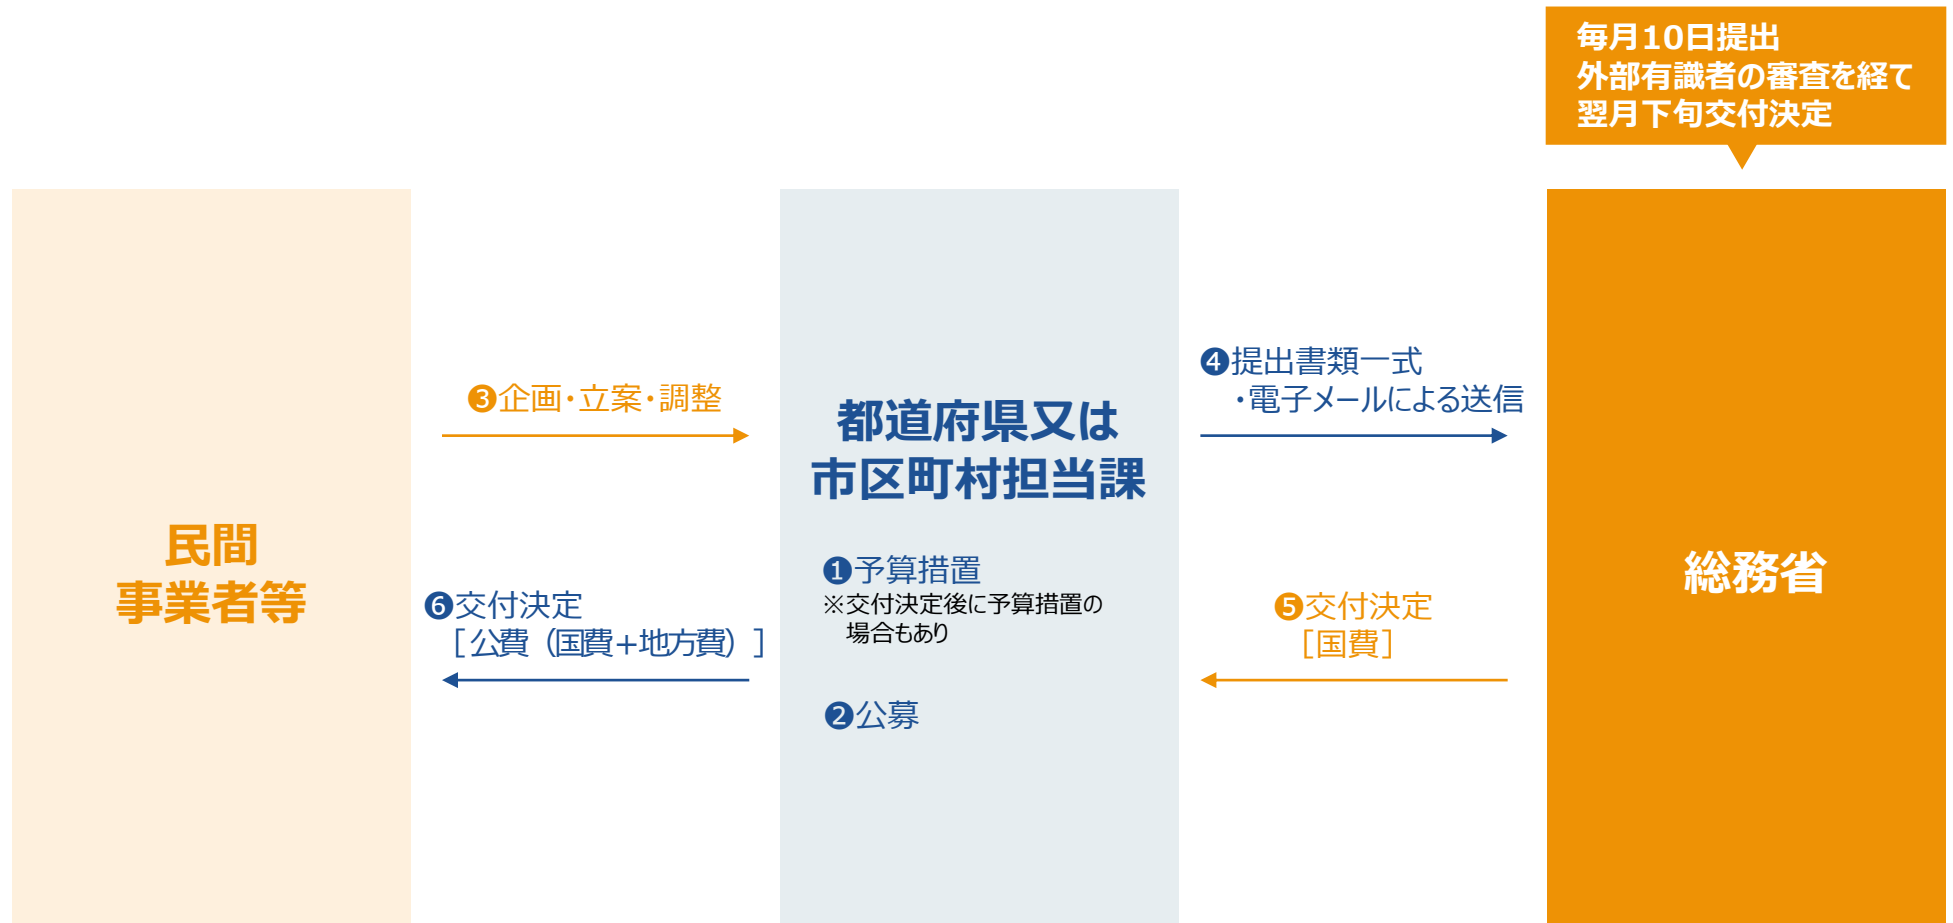 毎月10日提出
外部有識者の審査を経て
翌月下旬交付決定
民間
事業者等
❸企画・立案・調整
❻交付決定
［公費（国費+地方費）］
都道府県又は
市区町村担当課
❶予算措置
※交付決定後に予算措置の
場合もあり
❷公募
❹提出書類一式
・電子メールによる送信
❺交付決定
［国費］
総務省